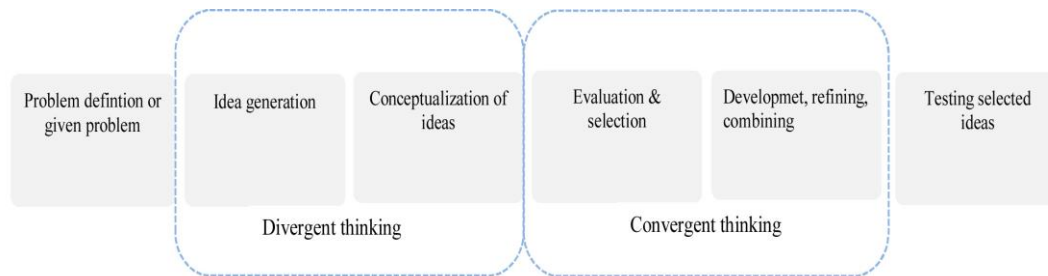 Problem defintion or
given problem
Idea generation
Conceptualization of
ideas
Evaluation &
selection
Developmet, refining,
combining
Testing selected
ideas
Divergent thinking
Convergent thinking